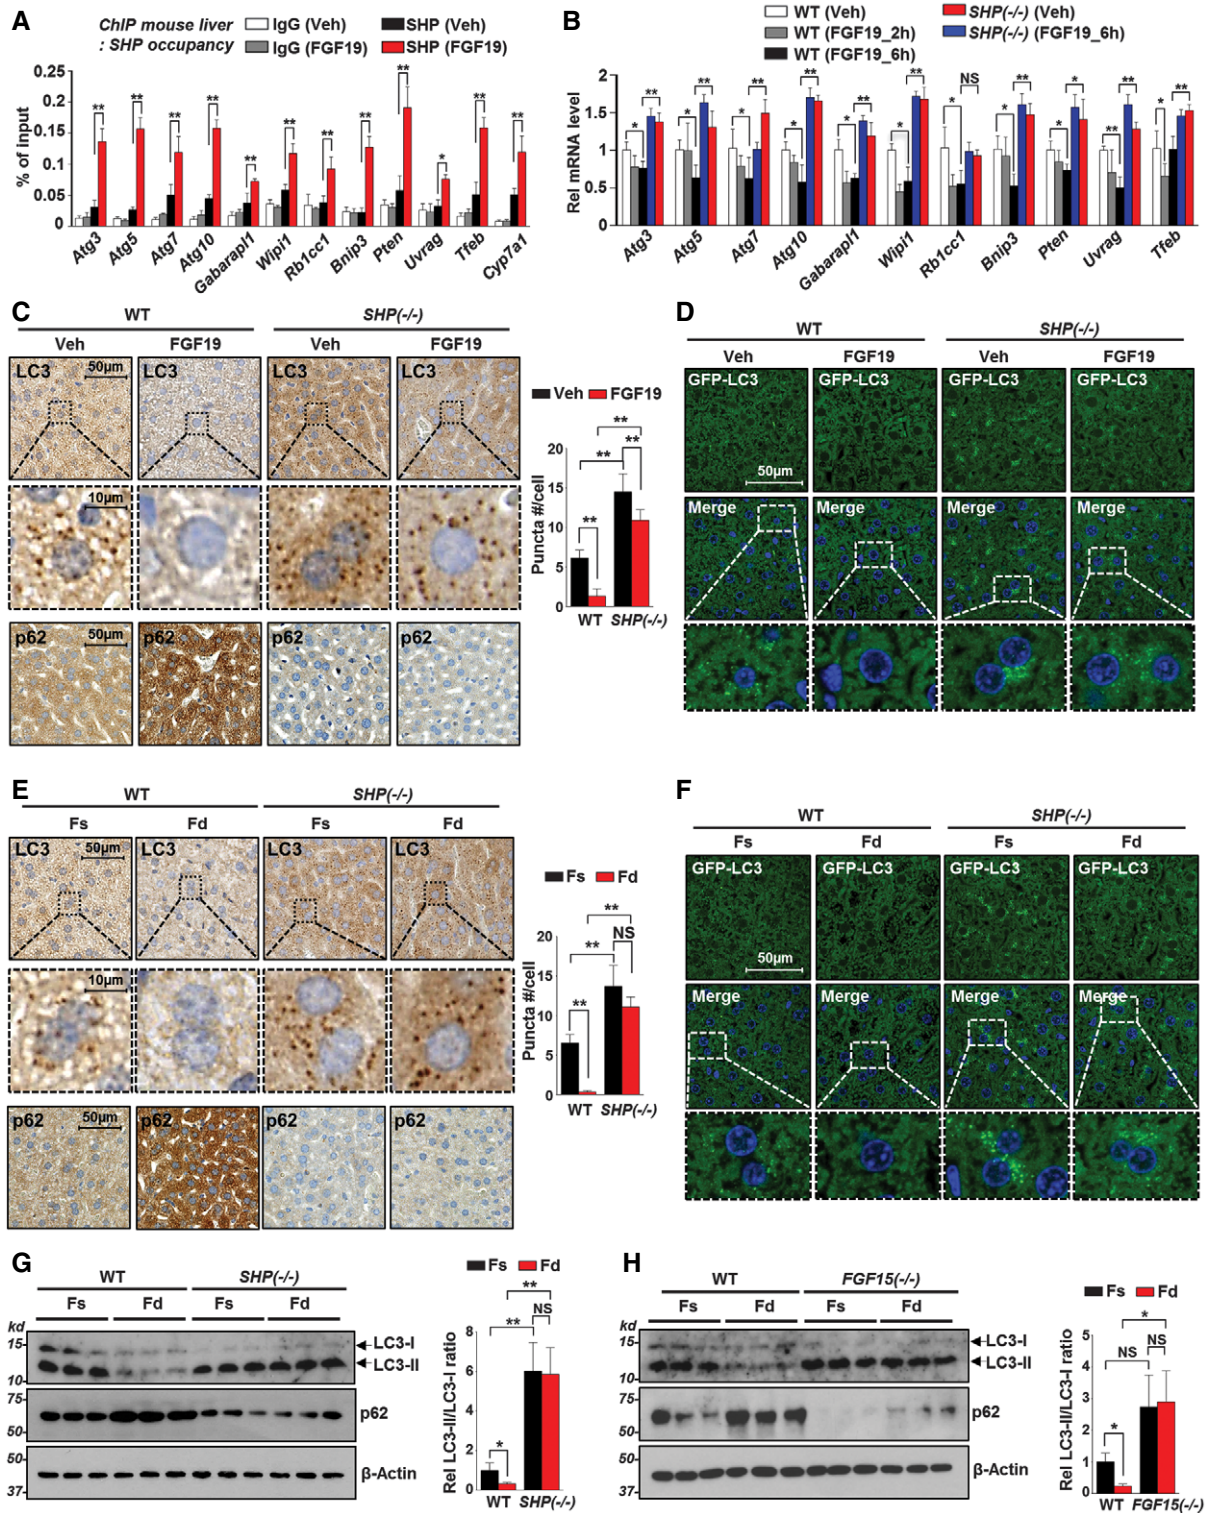 A
ChIP mouse liver
: SHP occupancy
IgG (Veh)
SHP (Veh)
IgG (FGF19)
SHP (FGF19)
% of input
0.25
0.2
0.15
0.1
0.05
0
** ** ** ** ** ** ** ** ** * ** **
Atg3 Atg5 Atg7 Atg10 Gabarapl1 Wipi1 Rb1cc1 Bnip3 Pten Uvrag Tfeb Cyp7a1
B
WT (Veh)
SHP(-/-) (Veh)
WT (FGF19_2h)
SHP(-/-) (FGF19_6h)
WT (FGF19_6h)
Rel mRNA level
2
1.5
1
0.5
0
** ** ** ** ** ** NS ** * ** **
* * * * * * * * * ** *
Atg3 Atg5 Atg7 Atg10 Gabarapl1 Wipi1 Rb1cc1 Bnip3 Pten Uvrag Tfeb
C
WT SHP(-/-)
Veh FGF19 Veh FGF19
LC3 50µm LC3 LC3 LC3
10µm
p62 50µm p62 p62 p62
Veh FGF19
Puncta #/cell
20
15
10
5
0
**
** **
**
WT SHP(-/-)
D
WT SHP(-/-)
Veh FGF19 Veh FGF19
GFP-LC3 GFP-LC3 GFP-LC3 GFP-LC3
50µm
Merge Merge Merge Merge
E
WT SHP(-/-)
Fs Fd Fs Fd
LC3 50µm LC3 LC3 LC3
10µm
p62 50µm p62 p62 p62
Fs Fd
Puncta #/cell
20
15
10
5
0
**
** NS
**
WT SHP(-/-)
F
WT SHP(-/-)
Fs Fd Fs Fd
GFP-LC3 GFP-LC3 GFP-LC3 GFP-LC3
50µm
Merge Merge Merge Merge
G
WT SHP(-/-)
Fs Fd Fs Fd
kd
15
10
LC3-I
LC3-II
75
50
p62
50
37
β-Actin
Fs Fd
Rel LC3-II/LC3-I ratio
8
6
4
2
0
**
** NS
*
WT SHP(-/-)
H
WT FGF15(-/-)
Fs Fd Fs Fd
kd
15
10
LC3-I
LC3-II
75
50
p62
50
37
β-Actin
Fs Fd
Rel LC3-II/LC3-I ratio
5
4
3
2
1
0
*
NS NS
*
WT FGF15(-/-)